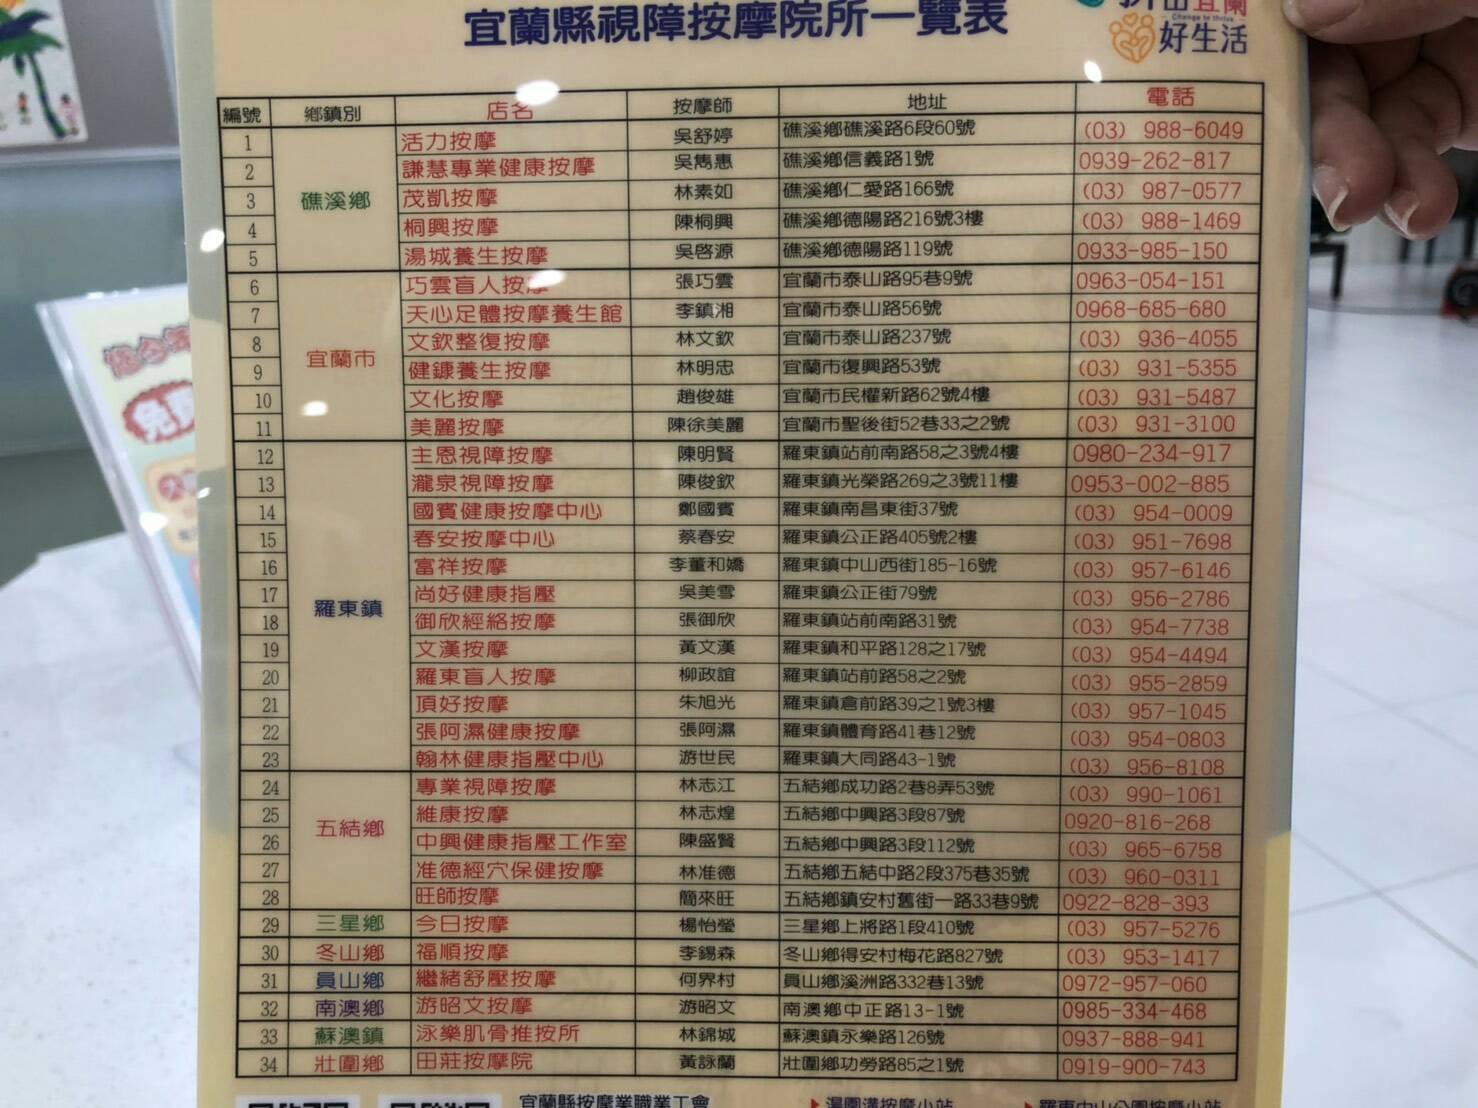 宜蘭縣視障按摩院所一覽表
宜蘭
Change to thrive
好生活
編號 鄉鎮別 店名 按摩師 地址 電話
1 礁溪鄉 活力按摩 吳舒婷 礁溪鄉礁溪路6段60號 (03) 988-6049
2 謙慧專業健康按摩 吳雋惠 礁溪鄉信義路1號 0939-262-817
3 茂凱按摩 林素如 礁溪鄉仁愛路166號 (03) 987-0577
4 桐興按摩 陳桐興 礁溪鄉德陽路216號3樓 (03) 988-1469
5 湯城養生按摩 吳啓源 礁溪鄉德陽路119號 0933-985-150
6 宜蘭市 巧雲盲人按摩 張巧雲 宜蘭市泰山路95巷9號 0963-054-151
7 天心足體按摩養生館 李鎮湘 宜蘭市泰山路56號 0968-685-680
8 文欽整復按摩 林文欽 宜蘭市泰山路237號 (03) 936-4055
9 健鍊養生按摩 林明忠 宜蘭市復興路53號 (03) 931-5355
10 文化按摩 趙俊雄 宜蘭市民權新路62號4樓 (03) 931-5487
11 美麗按摩 陳徐美麗 宜蘭市聖後街52巷33之2號 (03) 931-3100
12 羅東鎮 主恩視障按摩 陳明賢 羅東鎮站前南路58之3號4樓 0980-234-917
13 瀧泉視障按摩 陳俊欽 羅東鎮光榮路269之3號11樓 0953-002-885
14 國賓健康按摩中心 鄭國賓 羅東鎮南昌東街37號 (03) 954-0009
15 春安按摩中心 蔡春安 羅東鎮公正路405號2樓 (03) 951-7698
16 富祥按摩 李董和嬌 羅東鎮中山西街185-16號 (03) 957-6146
17 尚好健康指壓 吳美雪 羅東鎮公正街79號 (03) 956-2786
18 御欣經絡按摩 張御欣 羅東鎮站前南路31號 (03) 954-7738
19 文漢按摩 黃文漢 羅東鎮和平路128之17號 (03) 954-4494
20 羅東盲人按摩 柳政誼 羅東鎮站前路58之2號 (03) 955-2859
21 頂好按摩 朱旭光 羅東鎮倉前路39之1號3樓 (03) 957-1045
22 張阿濕健康按摩 張阿濕 羅東鎮體育路41巷12號 (03) 954-0803
23 翰林健康指壓中心 游世民 羅東鎮大同路43-1號 (03) 956-8108
24 五結鄉 專業視障按摩 林志江 五結鄉成功路2巷8弄53號 (03) 990-1061
25 維康按摩 林志煌 五結鄉中興路3段87號 0920-816-268
26 中興健康指壓工作室 陳盛賢 五結鄉中興路3段112號 (03) 965-6758
27 准德經穴保健按摩 林准德 五結鄉五結中路2段375巷35號 (03) 960-0311
28 旺師按摩 簡來旺 五結鄉鎮安村舊街一路33巷9號 0922-828-393
29 三星鄉 今日按摩 楊怡瑩 三星鄉上將路1段410號 (03) 957-5276
30 冬山鄉 福順按摩 李錫森 冬山鄉得安村梅花路827號 (03) 953-1417
31 員山鄉 繼緒舒壓按摩 何界村 員山鄉溪洲路332巷13號 0972-957-060
32 南澳鄉 游昭文按摩 游昭文 南澳鄉中正路13-1號 0985-334-468
33 蘇澳鎮 泳樂肌骨推按所 林錦城 蘇澳鎮永樂路126號 0937-888-941
34 壯圍鄉 田莊按摩院 黃詠蘭 壯圍鄉功勞路85之1號 0919-900-743
宜蘭縣按摩業職業工會 湯圍溝按摩小站 羅東中山公園按摩小站